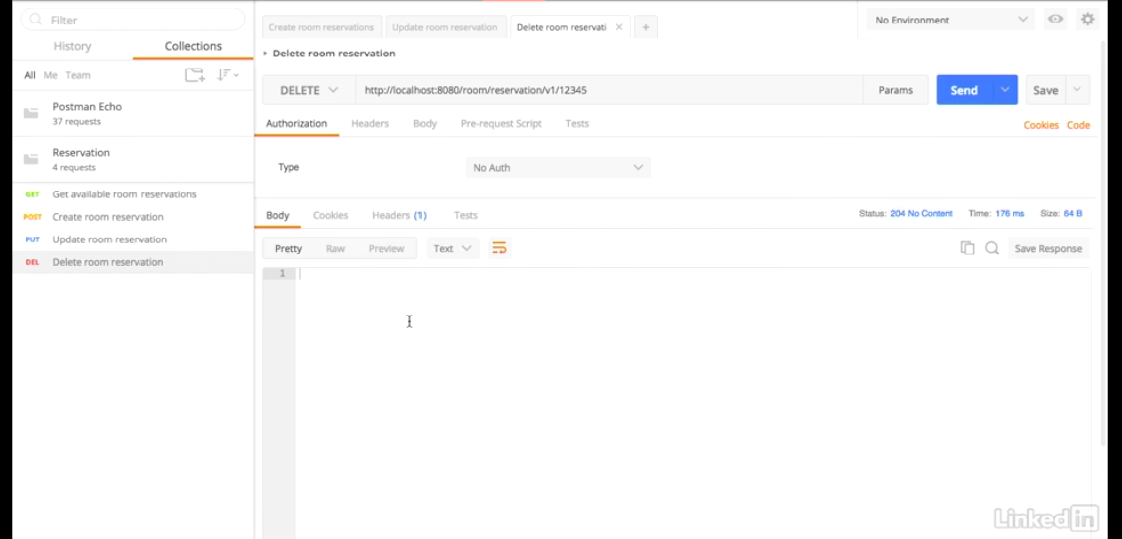 Filter
History
Collections
All Me Team
Postman Echo
37 requests
Reservation
4 requests
GET Get available room reservations
POST Create room reservation
PUT Update room reservation
DEL Delete room reservation
Create room reservations
Update room reservation
Delete room reservati
No Environment
Delete room reservation
DELETE
http://localhost:8080/room/reservation/v1/12345
Params
Send
Save
Authorization
Headers
Body
Pre-request Script
Tests
Cookies
Code
Type
No Auth
Body
Cookies
Headers (1)
Tests
Status: 204 No Content
Time: 176 ms
Size: 64 B
Pretty
Raw
Preview
Text
Save Response
1
Linked in